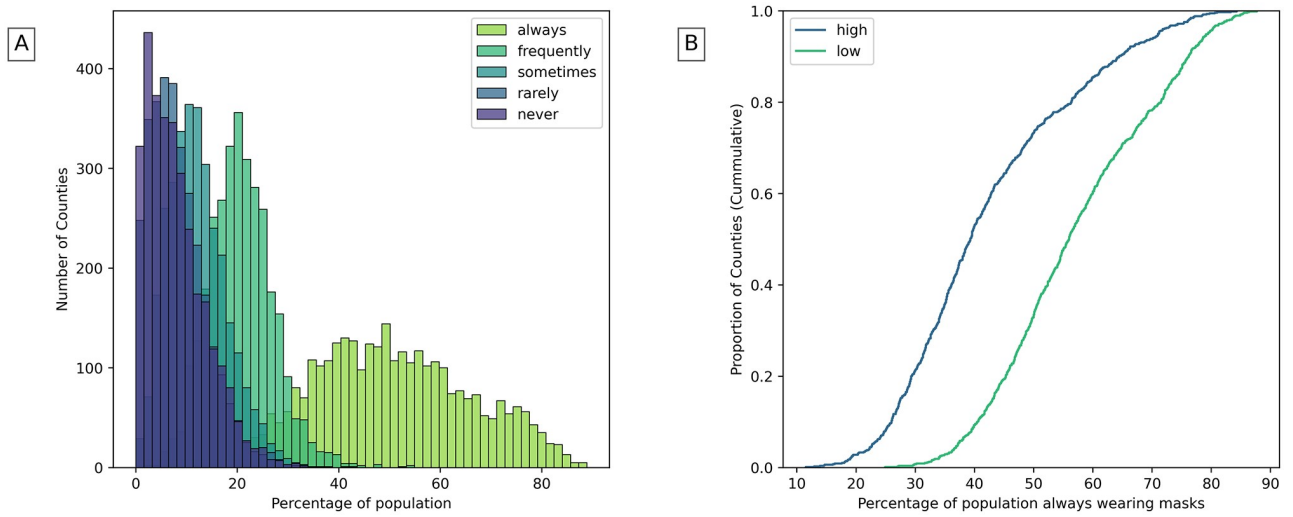 A
Number of Counties
400
300
200
100
0
0 20 40 60 80
Percentage of population
always
frequently
sometimes
rarely
never
B
Proportion of Counties (Cummulative)
1.0
0.8
0.6
0.4
0.2
0.0
10 20 30 40 50 60 70 80 90
Percentage of population always wearing masks
high
low